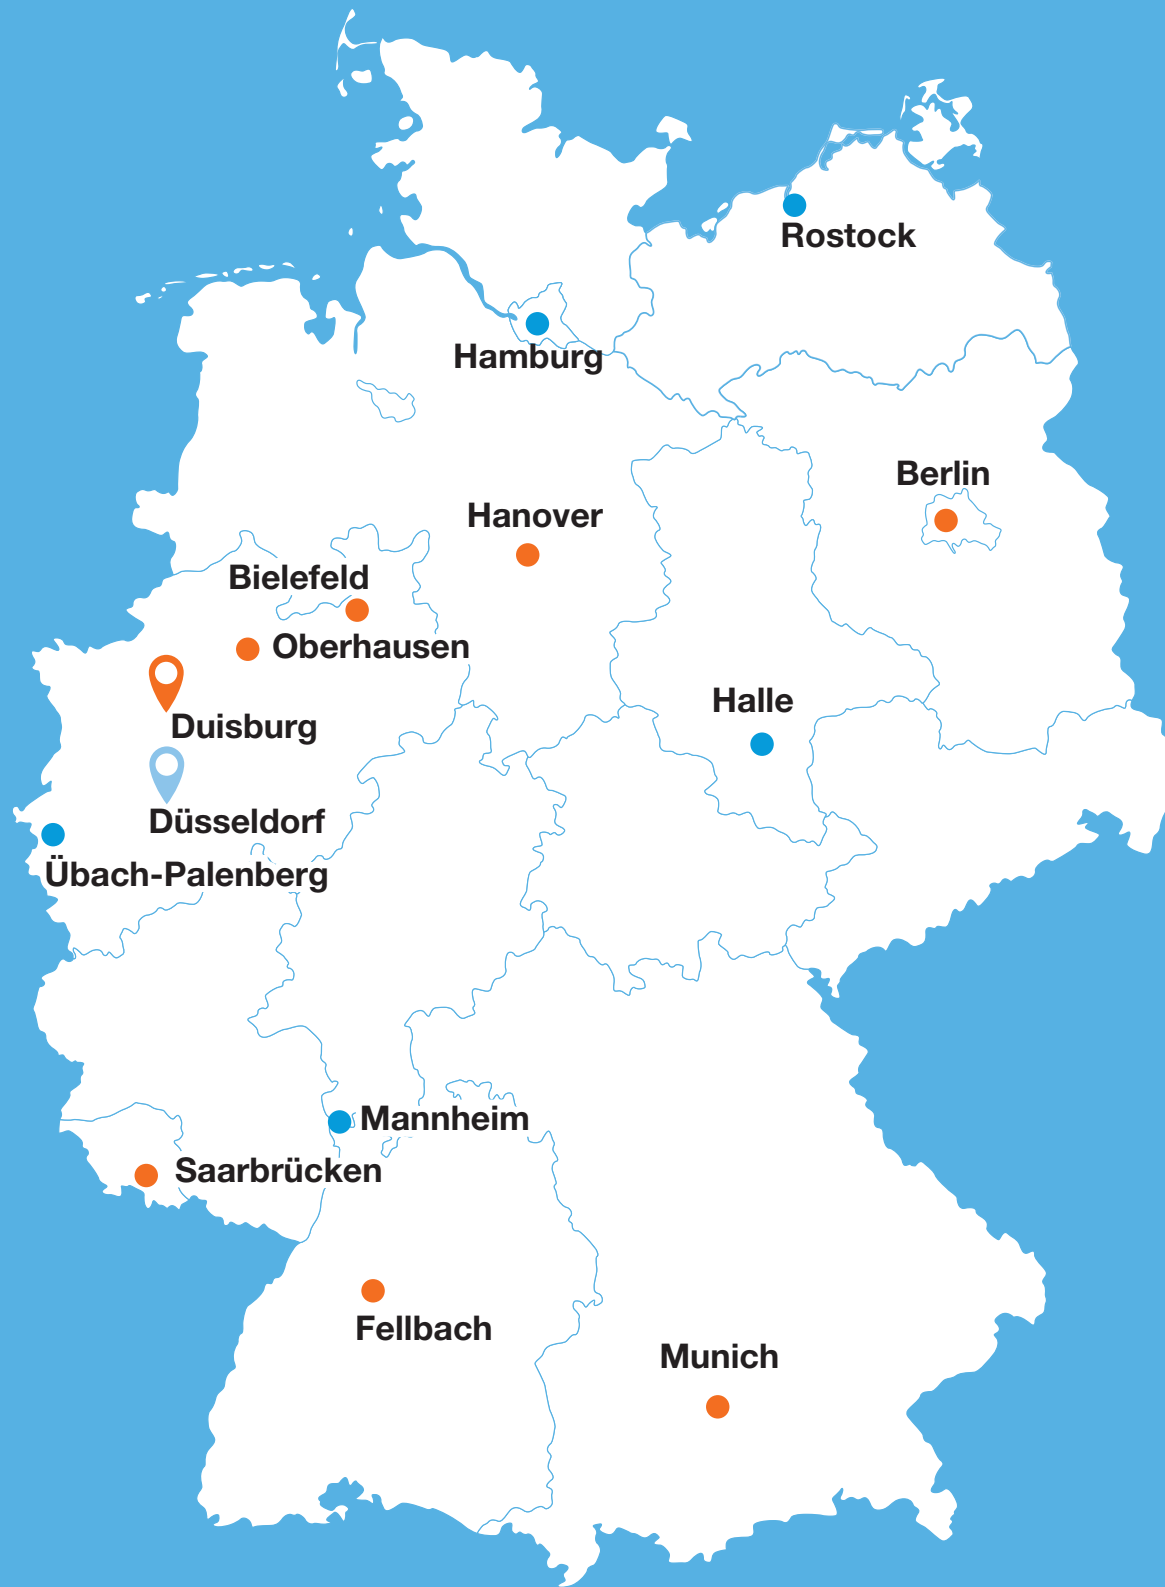 Rostock
Hamburg
Berlin
Hanover
Bielefeld
Oberhausen
Halle
Duisburg
Düsseldorf
Übach-Palenberg
Mannheim
Saarbrücken
Fellbach
Munich